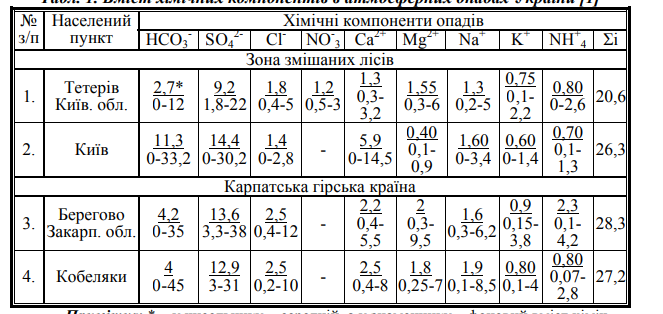 № Населений Хімічні компоненти опадів
з/п пункт HCO3- SO42- Cl- NO-3 Ca2+ Mg2+ Na+ K+ NH+4 Σi
Зона змішаних лісів
1. Тетерів Київ. обл. 2,7* 0-12 9,2 1,8-22 1,8 0,4-5 1,2 0,5-3 1,3 0,3-3,2 1,55 0,3-6 1,3 0,2-5 0,75 0,1-2,2 0,80 0-2,6 20,6
2. Київ 11,3 0-33,2 14,4 0-30,2 1,4 0-2,8 - 5,9 0-14,5 0,40 0,1-0,9 1,60 0-3,4 0,60 0-1,4 0,70 0,1-1,3 26,3
Карпатська гірська країна
3. Берегово Закарп. обл. 4,2 0-35 13,6 3,3-38 2,5 0,4-12 - 2,2 0,4-5,5 2 0,3-9,5 1,6 0,3-6,2 0,9 0,15-3,8 2,3 0,1-4,2 28,3
4. Кобеляки 4 0-45 12,9 3-31 2,5 0,2-10 - 2,5 0,4-8 1,8 0,25-7 1,9 0,1-8,5 0,80 0,1-4 0,80 0,07-2,8 27,2